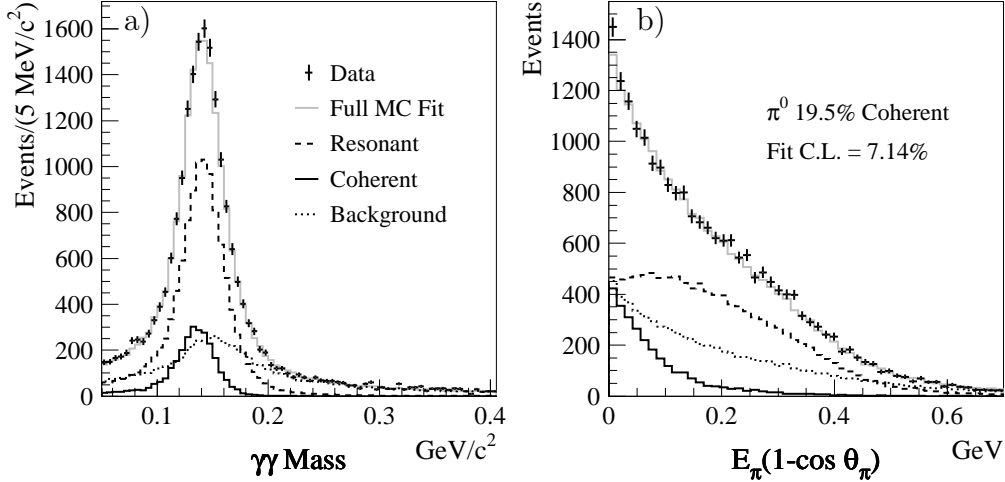 a)
Events/(5 MeV/c²)
1600
1400
1200
1000
800
600
400
200
0
Data
Full MC Fit
Resonant
Coherent
Background
0.1
0.2
0.3
0.4
GeV/c²
γγ Mass
b)
Events
1400
1200
1000
800
600
400
200
0
π⁰ 19.5% Coherent
Fit C.L. = 7.14%
0
0.2
0.4
0.6
GeV
E_π(1-cos θ_π)